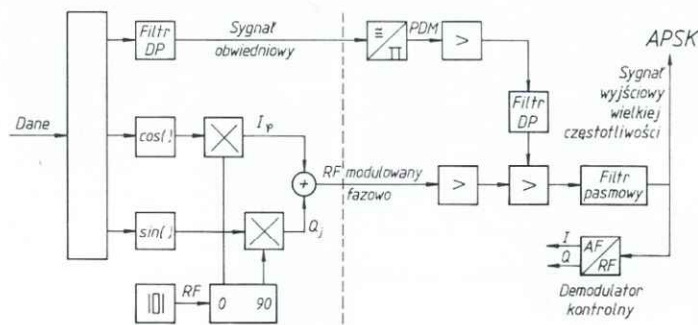 Filtr
DP
Sygnał
obwiedniowy
PDM
>
APSK
Sygnał
wyjściowy
wielkiej
częstotliwości
Filtr
DP
Dane
cos(,)
I
+
RF modulowany
fazowo
>
>
Filtr
pasmowy
sin(,)
Qj
I
Q
AF
RF
Demodulator
kontrolny
RF
0 90